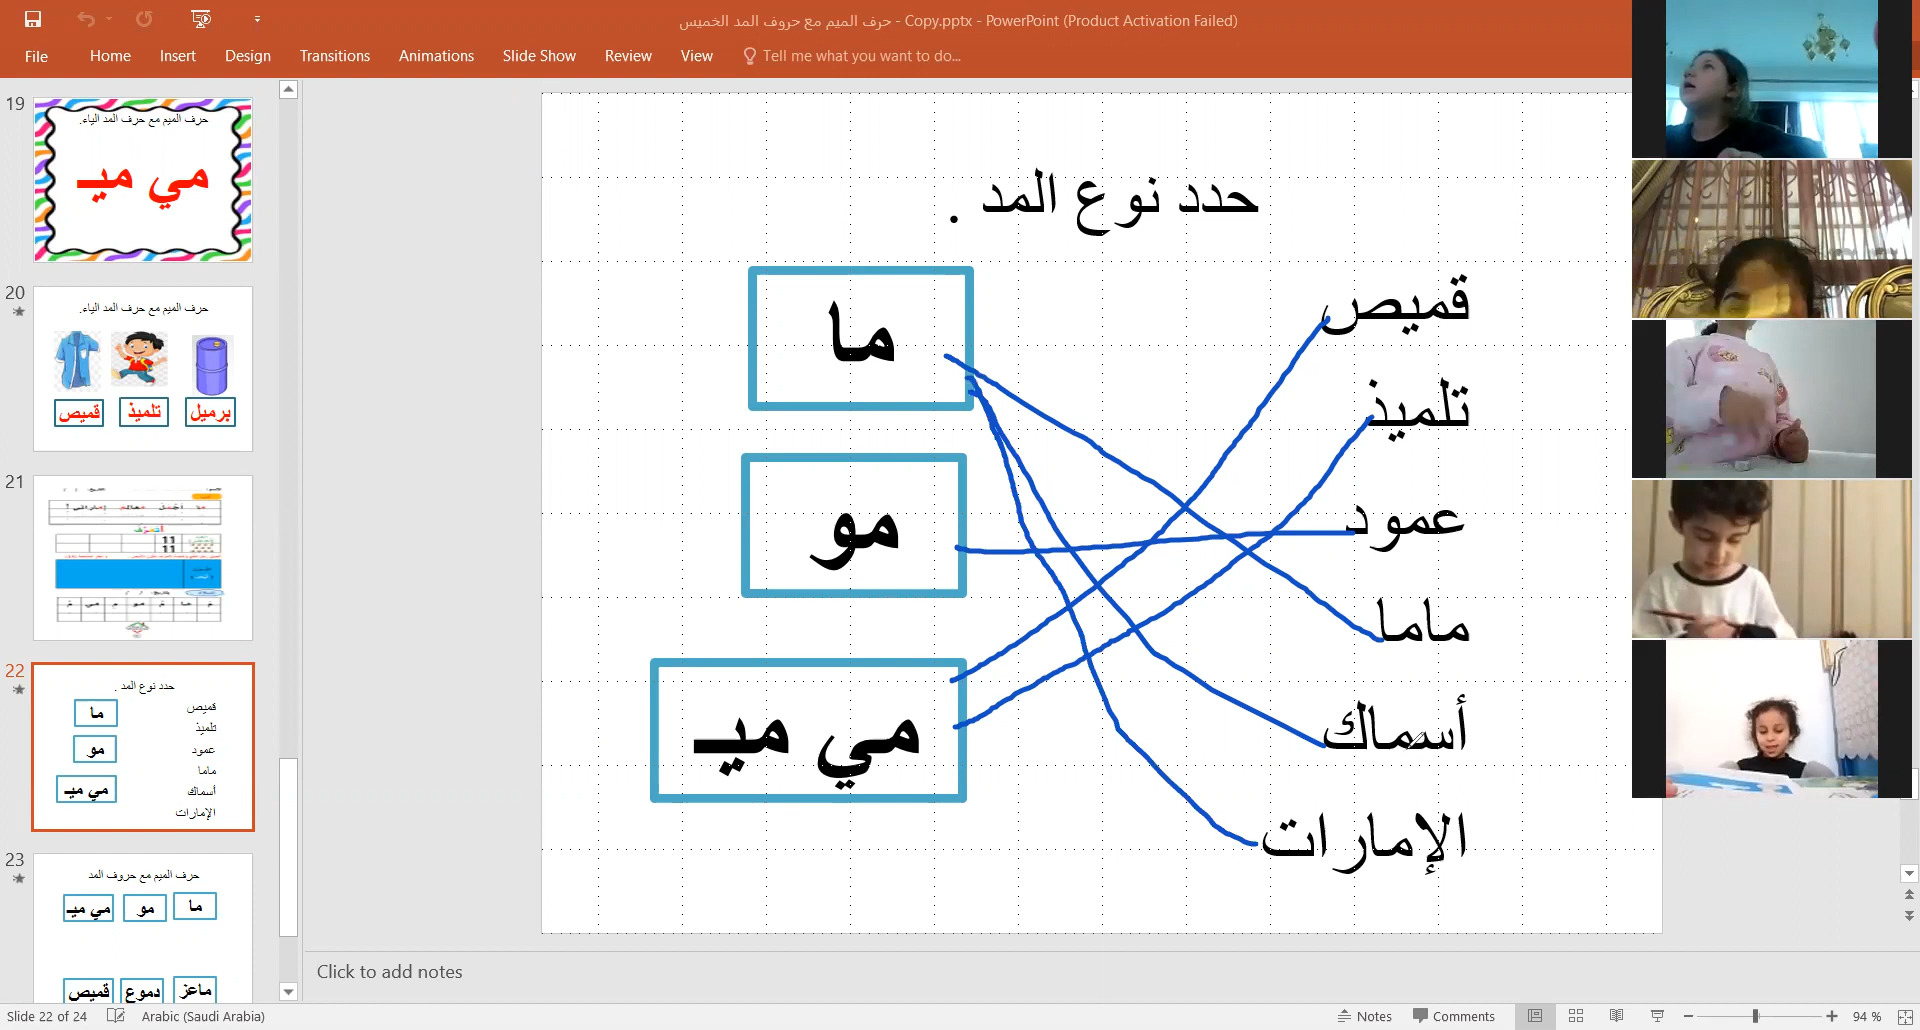 حرف الميم مع حروف المد الخميس - Copy.pptx - PowerPoint (Product Activation Failed)
File Home Insert Design Transitions Animations Slide Show Review View Tell me what you want to do...
19
حرف الميم مع حرف المد الياء.
مي ميـ
20
حرف الميم مع حرف المد الياء.
برميل تلميذ قميص
21
22
حدد نوع المد .
قميص
ما
تلميذ
عمود
مو
ماما
أسماك
مي ميـ
الإمارات
23
حرف الميم مع حروف المد
ما مو مي ميـ
ماعز دموع قميص
حدد نوع المد .
قميص
تلميذ
عمود
ماما
أسماك
الإمارات
ما
مو
مي ميـ
Click to add notes
Slide 22 of 24 Arabic (Saudi Arabia) Notes Comments 94 %